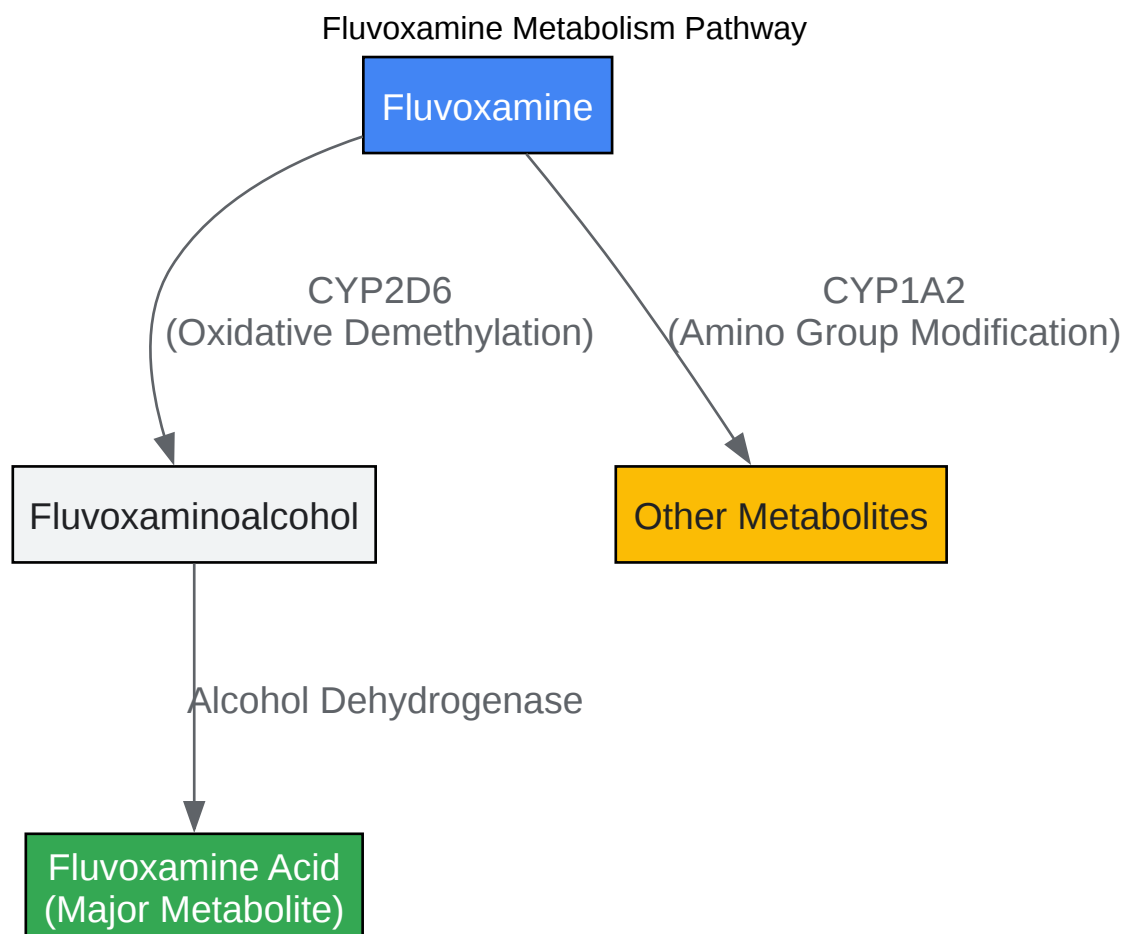 Fluvoxamine Metabolism Pathway
Fluvoxamine
CYP2D6
(Oxidative Demethylation)
CYP1A2
(Amino Group Modification)
Fluvoxaminoalcohol
Other Metabolites
Alcohol Dehydrogenase
Fluvoxamine Acid
(Major Metabolite)